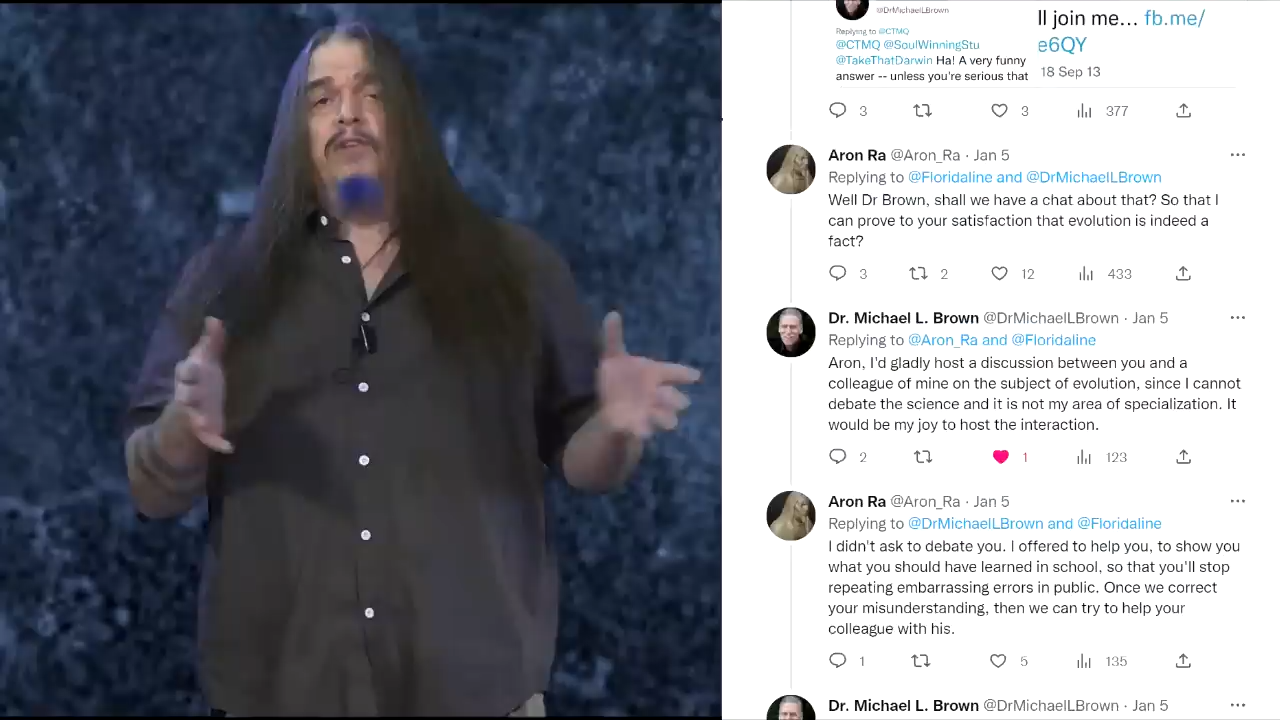 @DrMichaelLBrown
Replying to @CTMQ
@CTMQ @SoulWinningStu
@TakeThatDarwin Ha! A very funny
answer -- unless you're serious that
ll join me... fb.me/
e6QY
18 Sep 13
3 3 377
Aron Ra @Aron_Ra · Jan 5
Replying to @Floridaline and @DrMichaelLBrown
Well Dr Brown, shall we have a chat about that? So that I
can prove to your satisfaction that evolution is indeed a
fact?
3 2 12 433
Dr. Michael L. Brown @DrMichaelLBrown · Jan 5
Replying to @Aron_Ra and @Floridaline
Aron, I'd gladly host a discussion between you and a
colleague of mine on the subject of evolution, since I cannot
debate the science and it is not my area of specialization. It
would be my joy to host the interaction.
2 1 123
Aron Ra @Aron_Ra · Jan 5
Replying to @DrMichaelLBrown and @Floridaline
I didn't ask to debate you. I offered to help you, to show you
what you should have learned in school, so that you'll stop
repeating embarrassing errors in public. Once we correct
your misunderstanding, then we can try to help your
colleague with his.
1 5 135
Dr. Michael L. Brown @DrMichaelLBrown · Jan 5